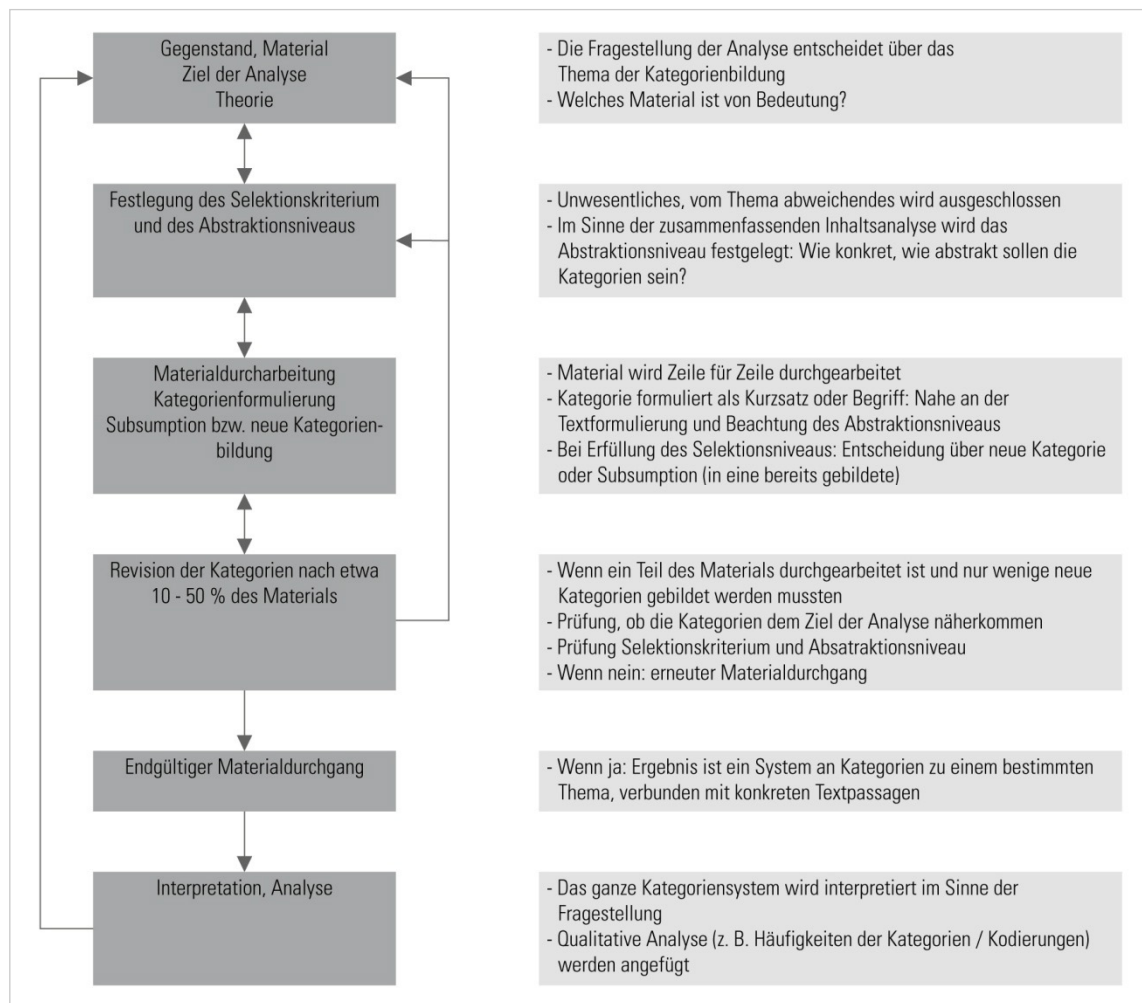 Gegenstand, Material
Ziel der Analyse
Theorie
- Die Fragestellung der Analyse entscheidet über das
Thema der Kategorienbildung
- Welches Material ist von Bedeutung?
Festlegung des Selektionskriterium
und des Abstraktionsniveaus
- Unwesentliches, vom Thema abweichendes wird ausgeschlossen
- Im Sinne der zusammenfassenden Inhaltsanalyse wird das
Abstraktionsniveau festgelegt: Wie konkret, wie abstrakt sollen die
Kategorien sein?
Materialdurcharbeitung
Kategorienformulierung
Subsumption bzw. neue Kategorien-
bildung
- Material wird Zeile für Zeile durchgearbeitet
- Kategorie formuliert als Kurzsatz oder Begriff: Nahe an der
Textformulierung und Beachtung des Abstraktionsniveaus
- Bei Erfüllung des Selektionsniveaus: Entscheidung über neue Kategorie
oder Subsumption (in eine bereits gebildete)
Revision der Kategorien nach etwa
10 - 50 % des Materials
- Wenn ein Teil des Materials durchgearbeitet ist und nur wenige neue
Kategorien gebildet werden mussten
- Prüfung, ob die Kategorien dem Ziel der Analyse näherkommen
- Prüfung Selektionskriterium und Absatraktionsniveau
- Wenn nein: erneuter Materialdurchgang
Endgültiger Materialdurchgang
- Wenn ja: Ergebnis ist ein System an Kategorien zu einem bestimmten
Thema, verbunden mit konkreten Textpassagen
Interpretation, Analyse
- Das ganze Kategoriensystem wird interpretiert im Sinne der
Fragestellung
- Qualitative Analyse (z. B. Häufigkeiten der Kategorien / Kodierungen)
werden angefügt